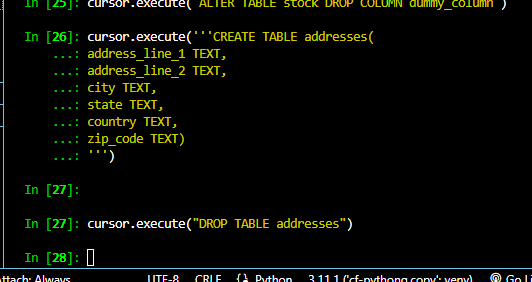 In [25]: cursor.execute('ALTER TABLE stock DROP COLUMN dummy_column')
In [26]: cursor.execute('''CREATE TABLE addresses(
...: address_line_1 TEXT,
...: address_line_2 TEXT,
...: city TEXT,
...: state TEXT,
...: country TEXT,
...: zip_code TEXT)
...: ''')
In [27]:
In [27]: cursor.execute("DROP TABLE addresses")
In [28]:
Attach: Always UTF-8 CRLF {} Python 3.11.1 ('cf-pythong copy': venv) Go Li